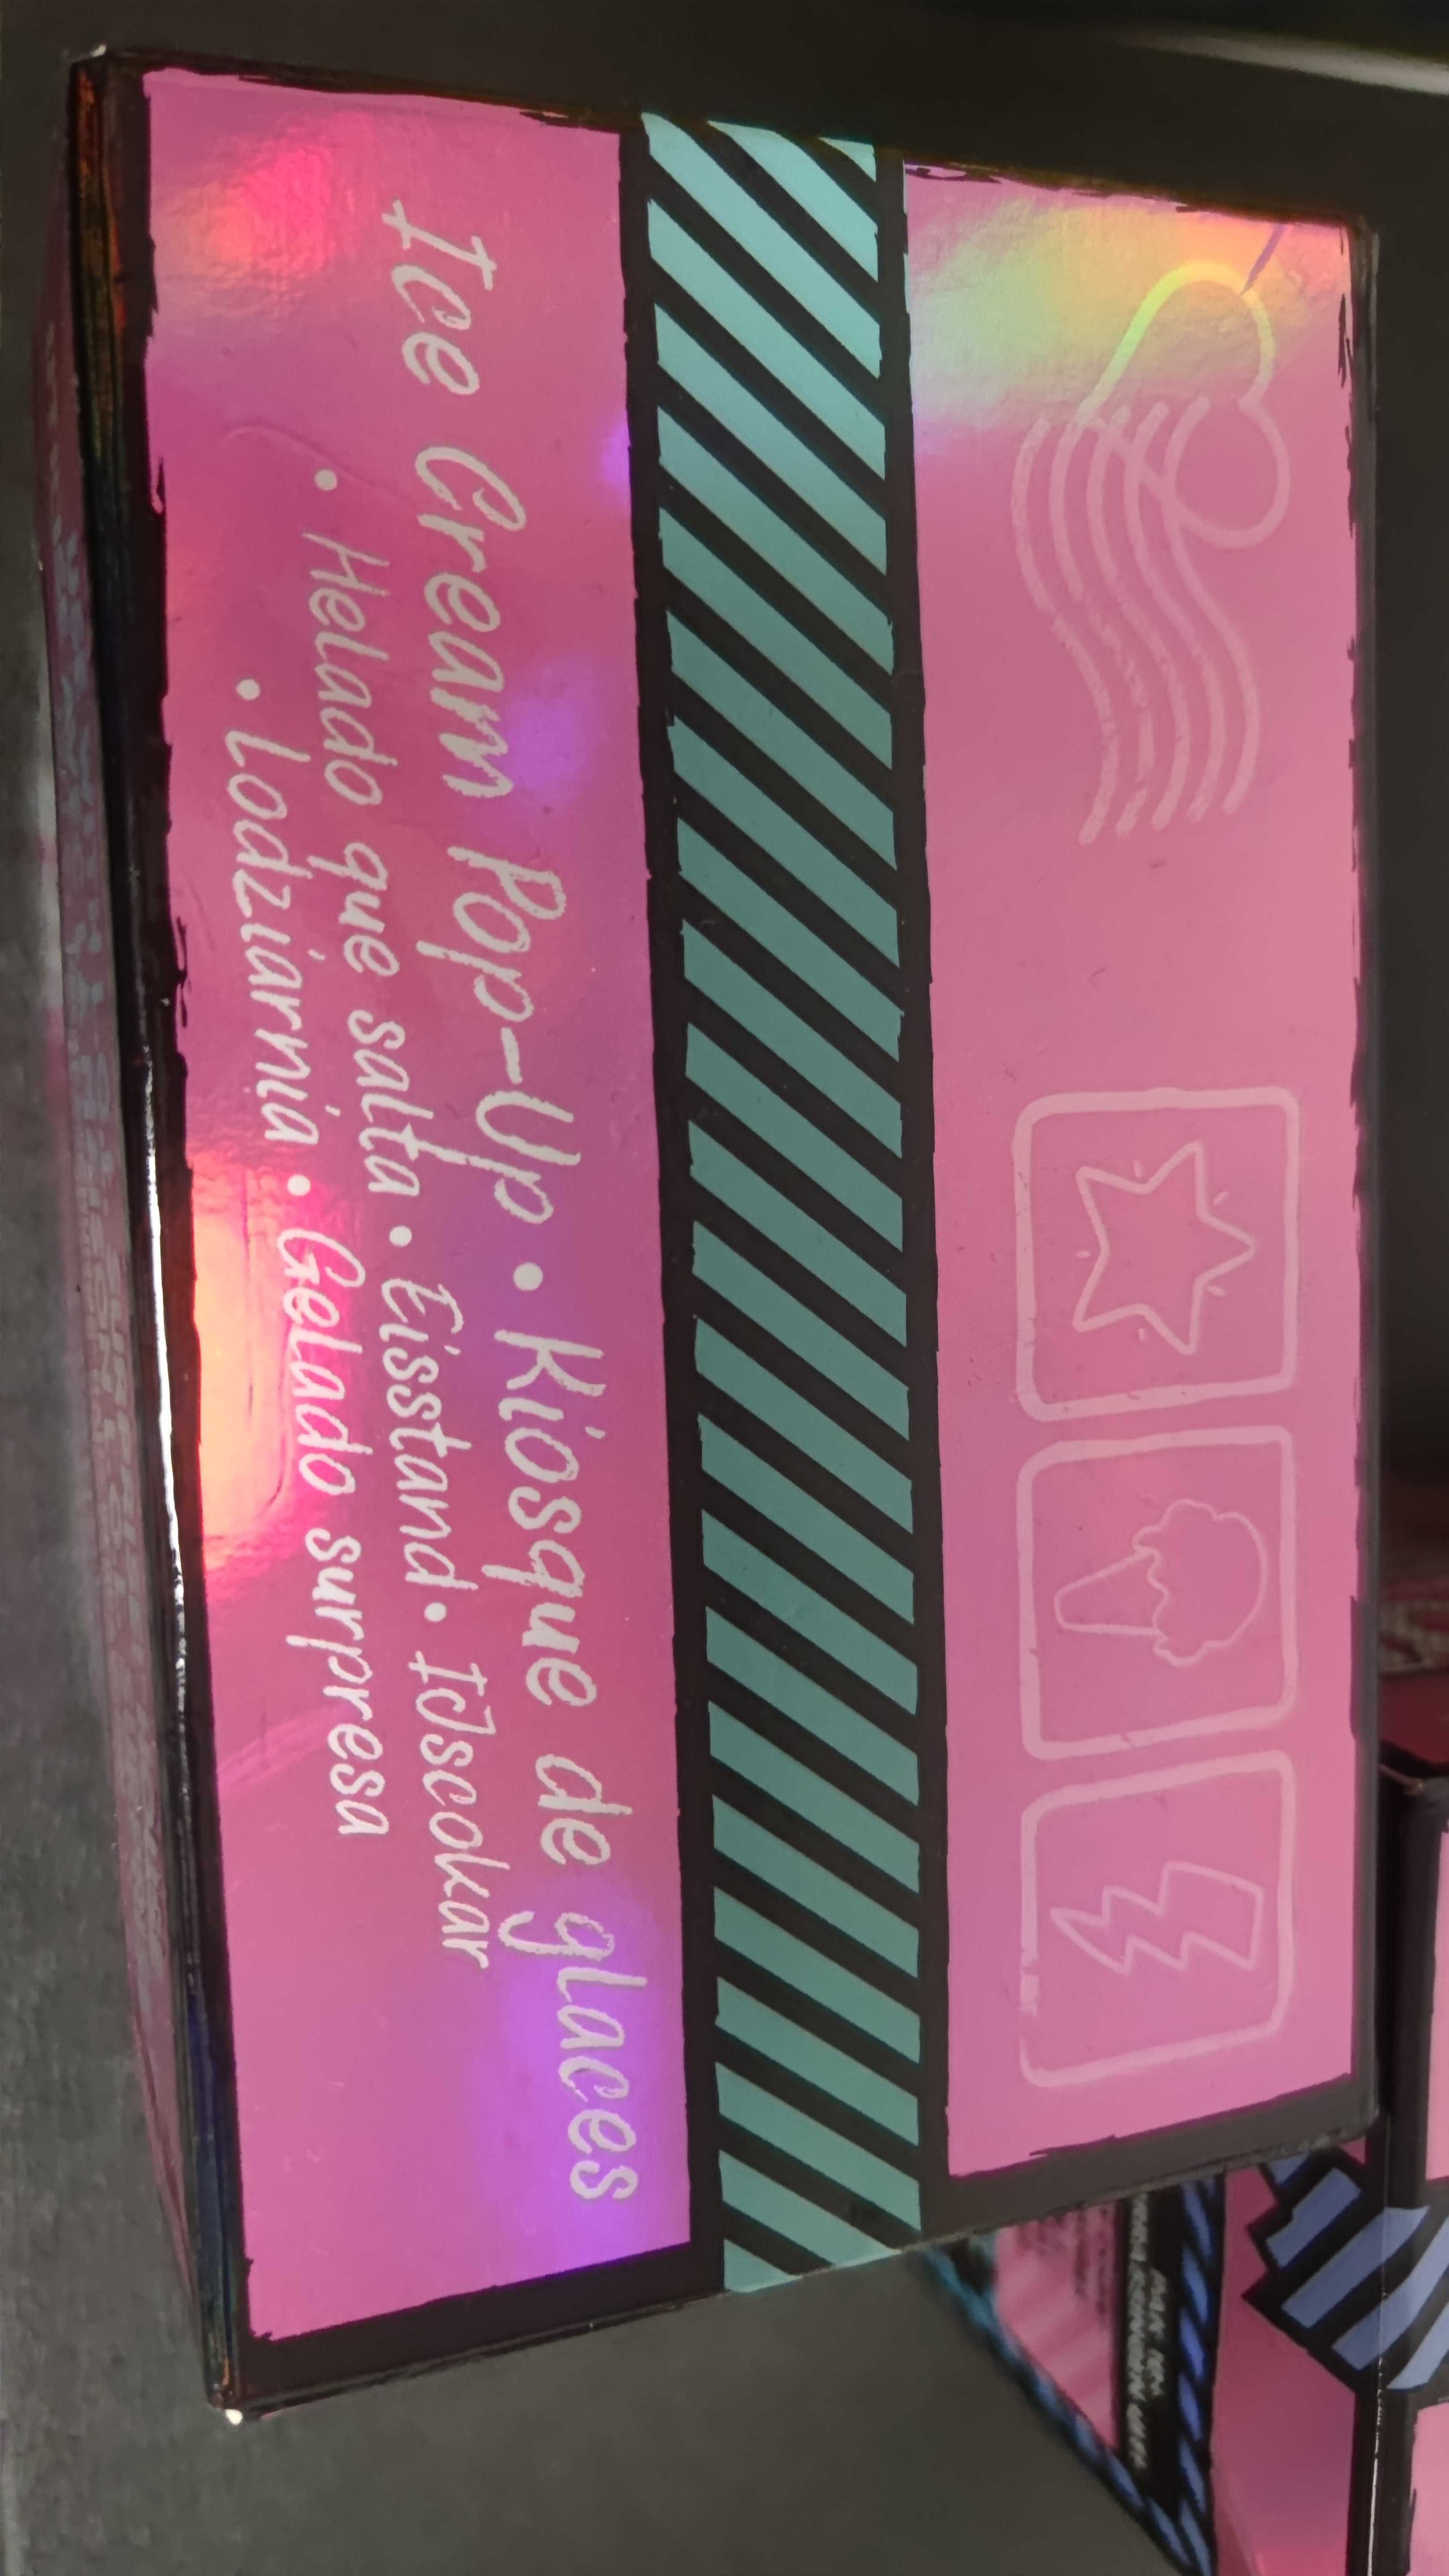 Ice Cream Pop-Up • Kiosque de glaces
• Helado que salta • Eisstand • IJscokar
• Lodziarnia • Gelado surpresa